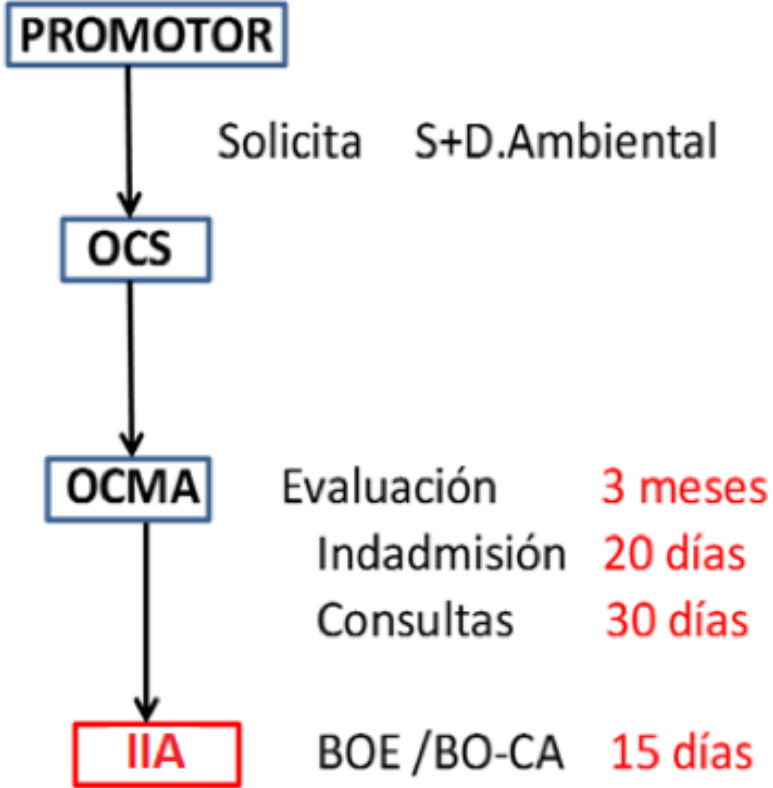 PROMOTOR
Solicita S+D.Ambiental
OCS
OCMA Evaluación 3 meses
Indadmisión 20 días
Consultas 30 días
IIA BOE /BO-CA 15 días